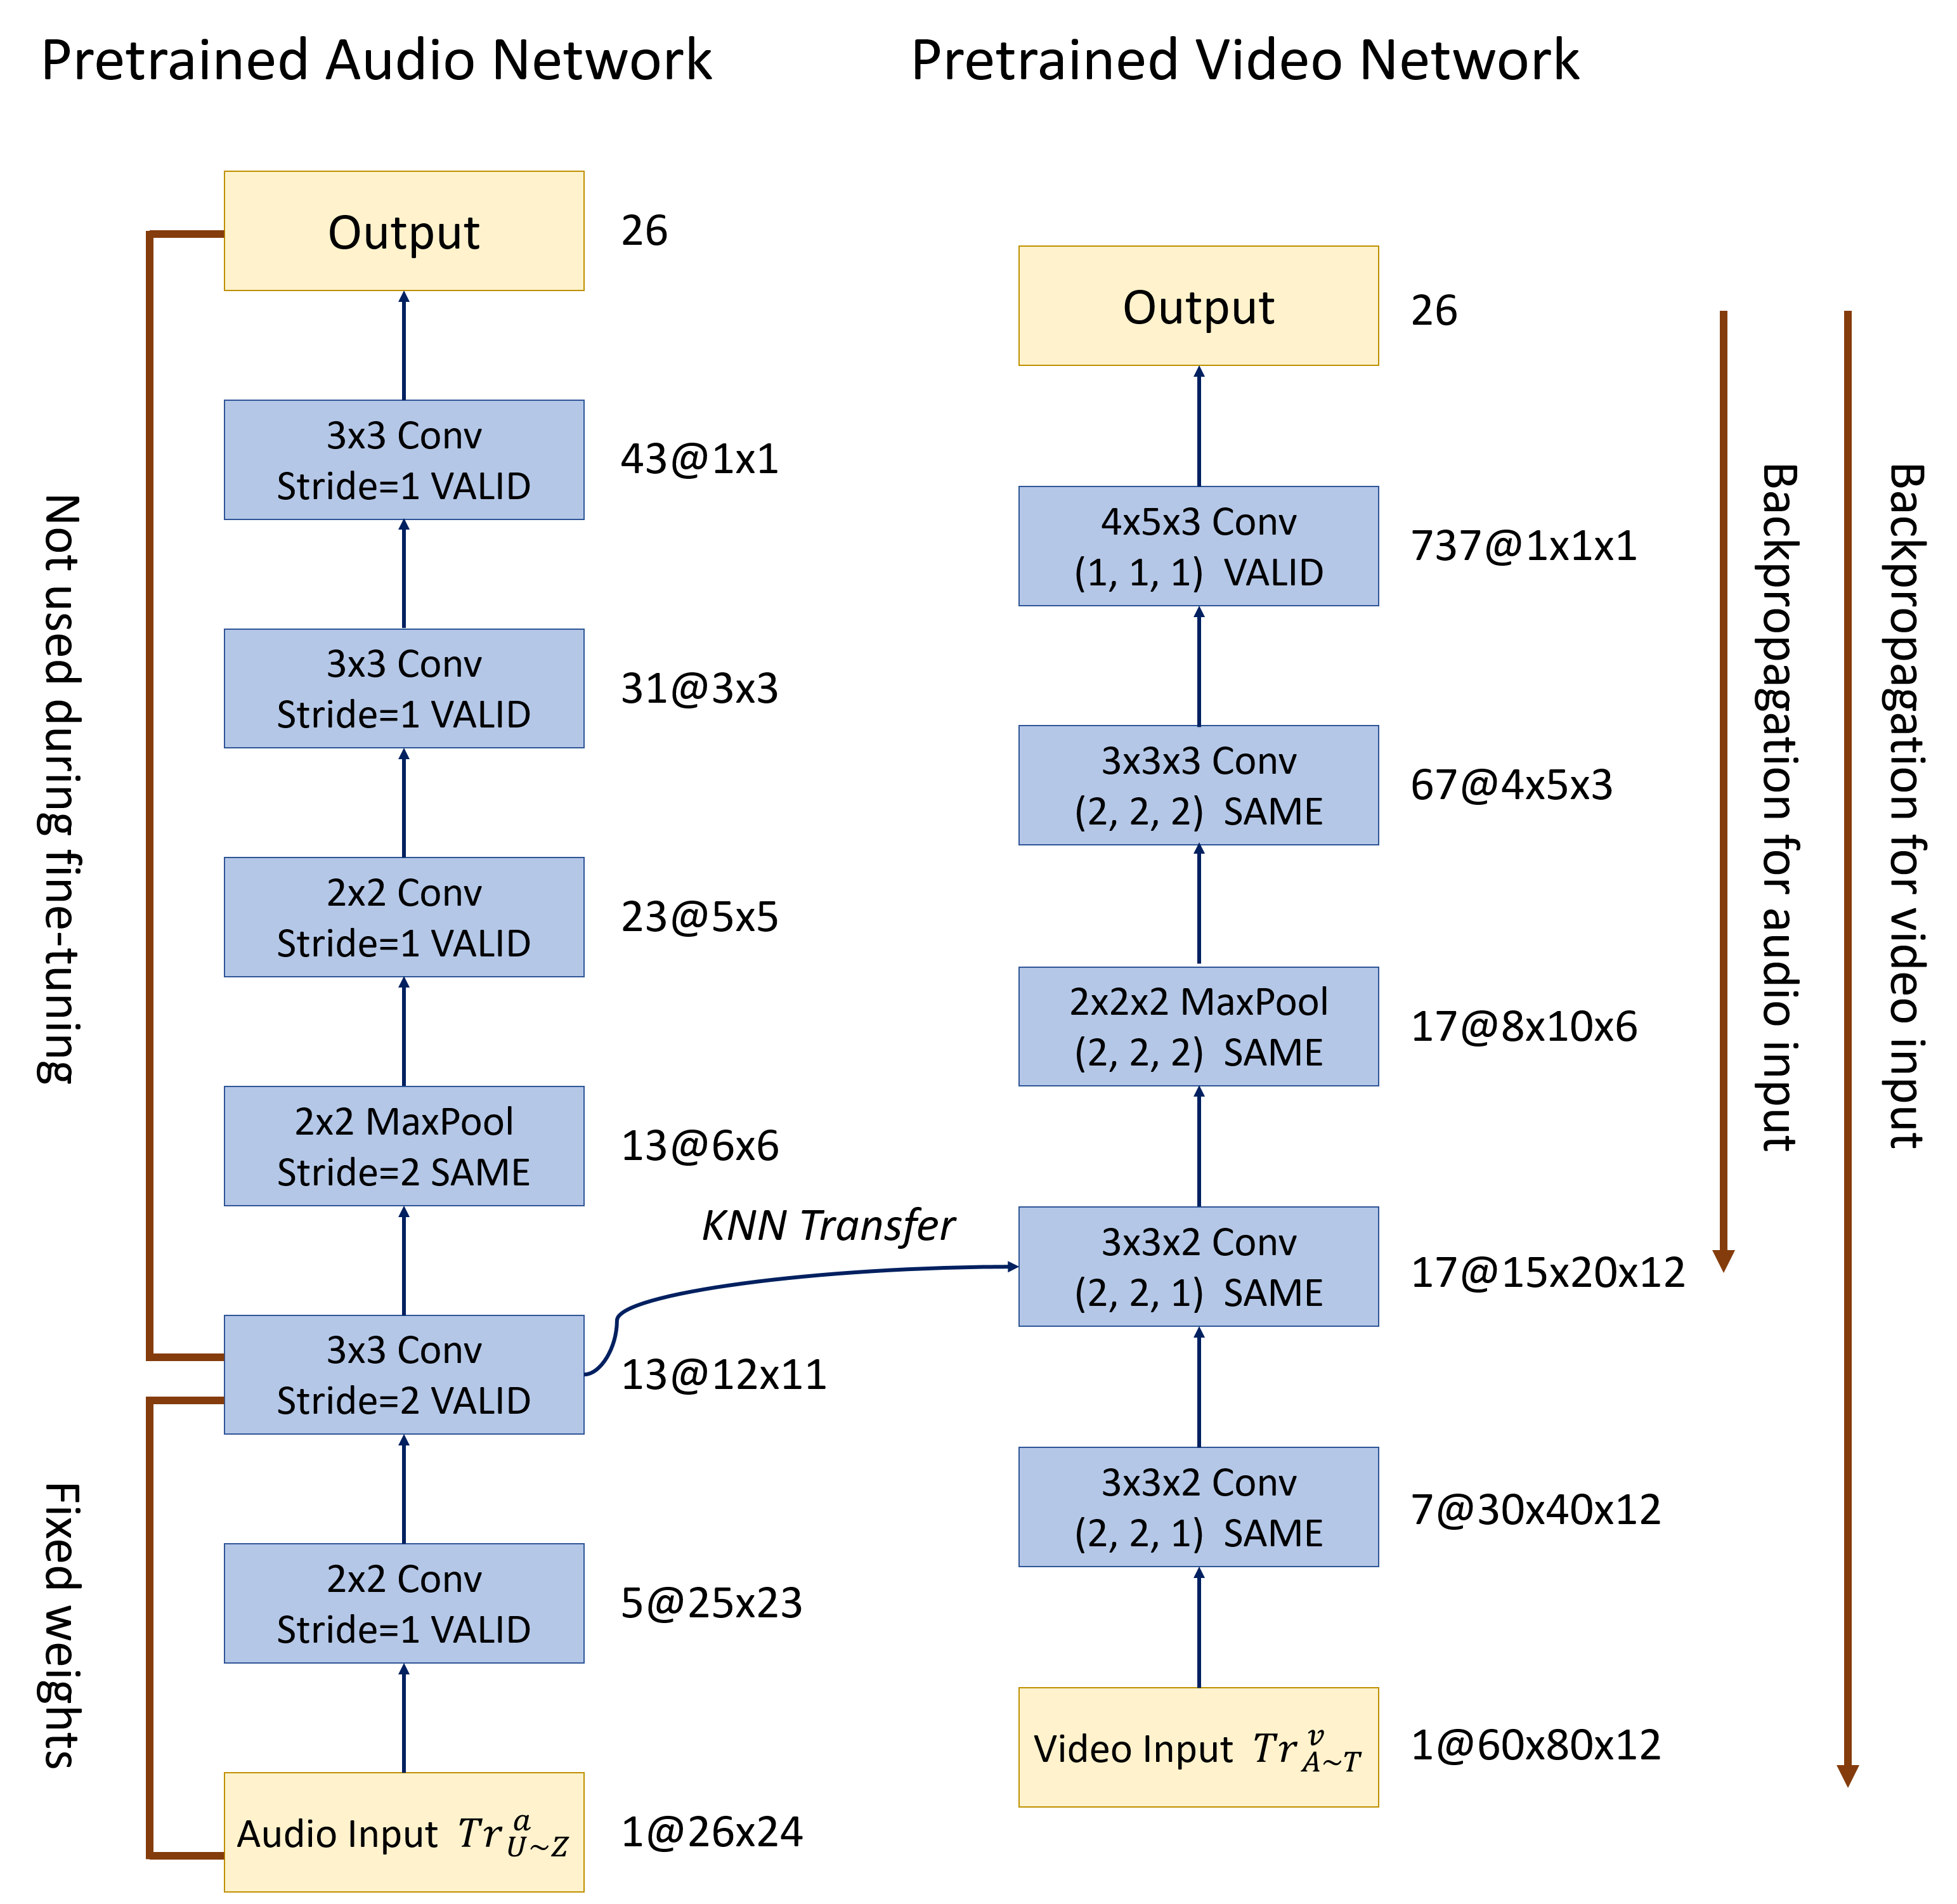 Pretrained Audio Network
Output
26
3x3 Conv
Stride=1 VALID
43@1x1
3x3 Conv
Stride=1 VALID
31@3x3
2x2 Conv
Stride=1 VALID
23@5x5
2x2 MaxPool
Stride=2 SAME
13@6x6
3x3 Conv
Stride=2 VALID
13@12x11
2x2 Conv
Stride=1 VALID
5@25x23
Audio Input Tr^a_{U~Z}
1@26x24
Not used during fine-tuning
Fixed weights
KNN Transfer
Pretrained Video Network
Output
26
4x5x3 Conv
(1, 1, 1) VALID
737@1x1x1
3x3x3 Conv
(2, 2, 2) SAME
67@4x5x3
2x2x2 MaxPool
(2, 2, 2) SAME
17@8x10x6
3x3x2 Conv
(2, 2, 1) SAME
17@15x20x12
3x3x2 Conv
(2, 2, 1) SAME
7@30x40x12
Video Input Tr^v_{A~T}
1@60x80x12
Backpropagation for audio input
Backpropagation for video input